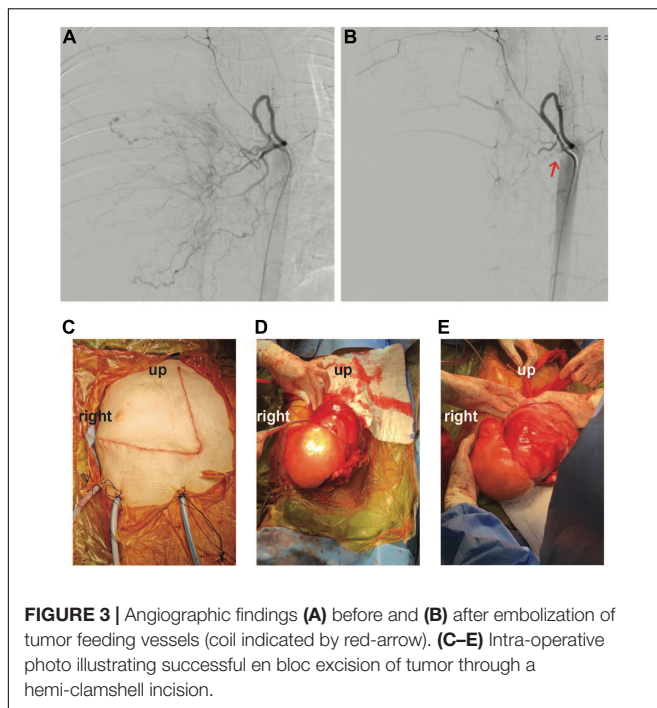 A
B
C
D
E
up
right
up
right
up
right
FIGURE 3 | Angiographic findings (A) before and (B) after embolization of
tumor feeding vessels (coil indicated by red-arrow). (C–E) Intra-operative
photo illustrating successful en bloc excision of tumor through a
hemi-clamshell incision.